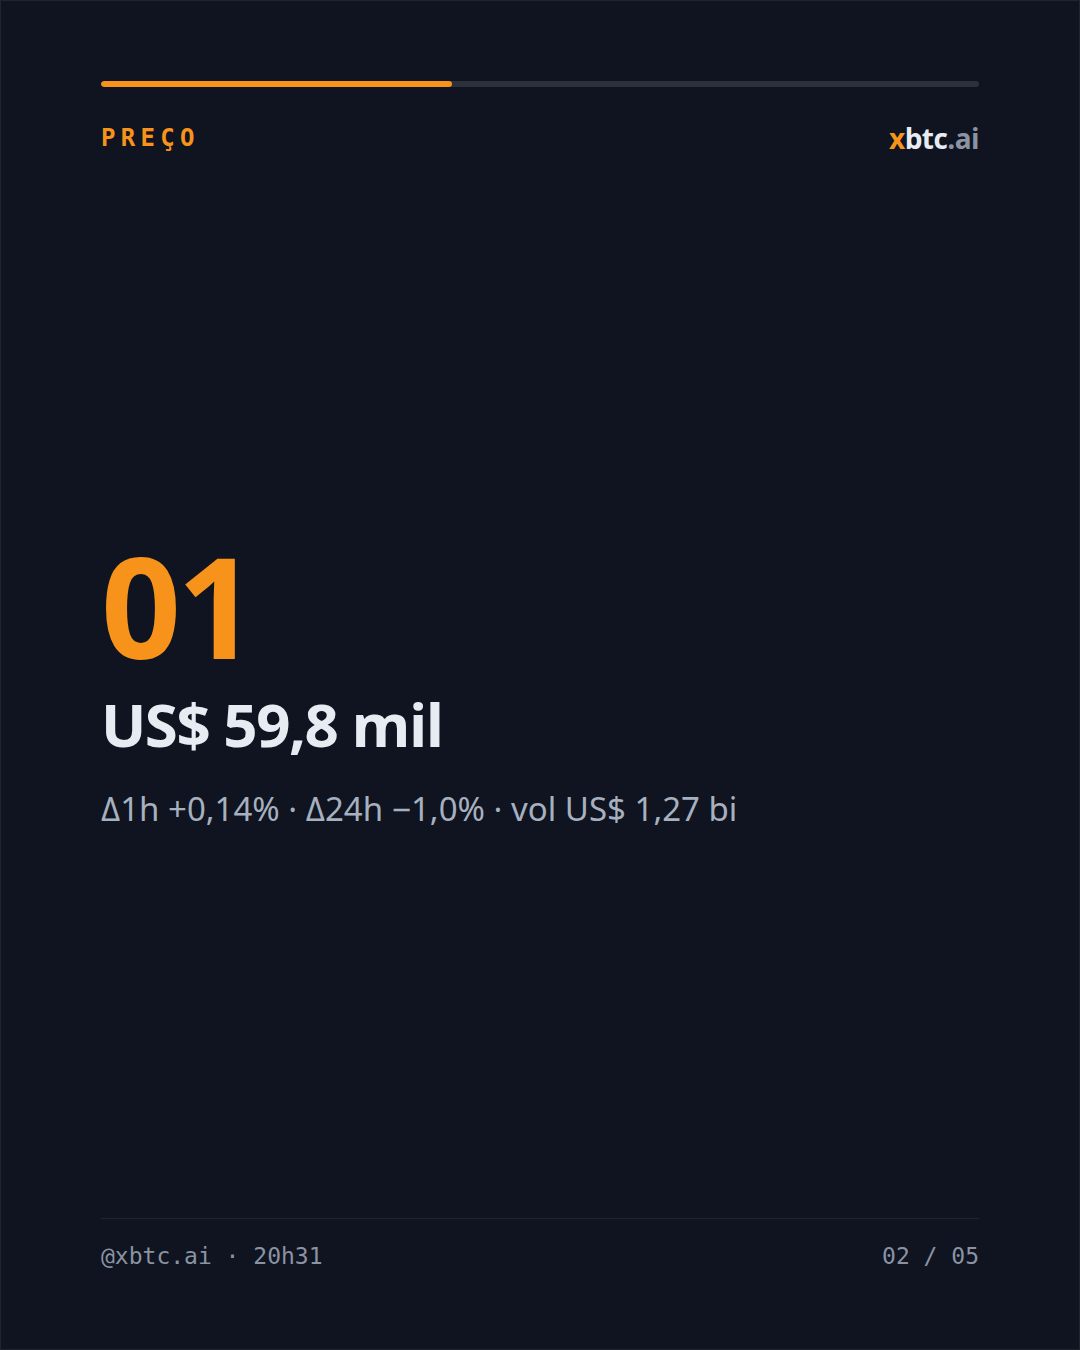 PREÇO
xbtc.ai
01
US$ 59,8 mil
Δ1h +0,14% · Δ24h −1,0% · vol US$ 1,27 bi
@xbtc.ai · 20h31
02 / 05